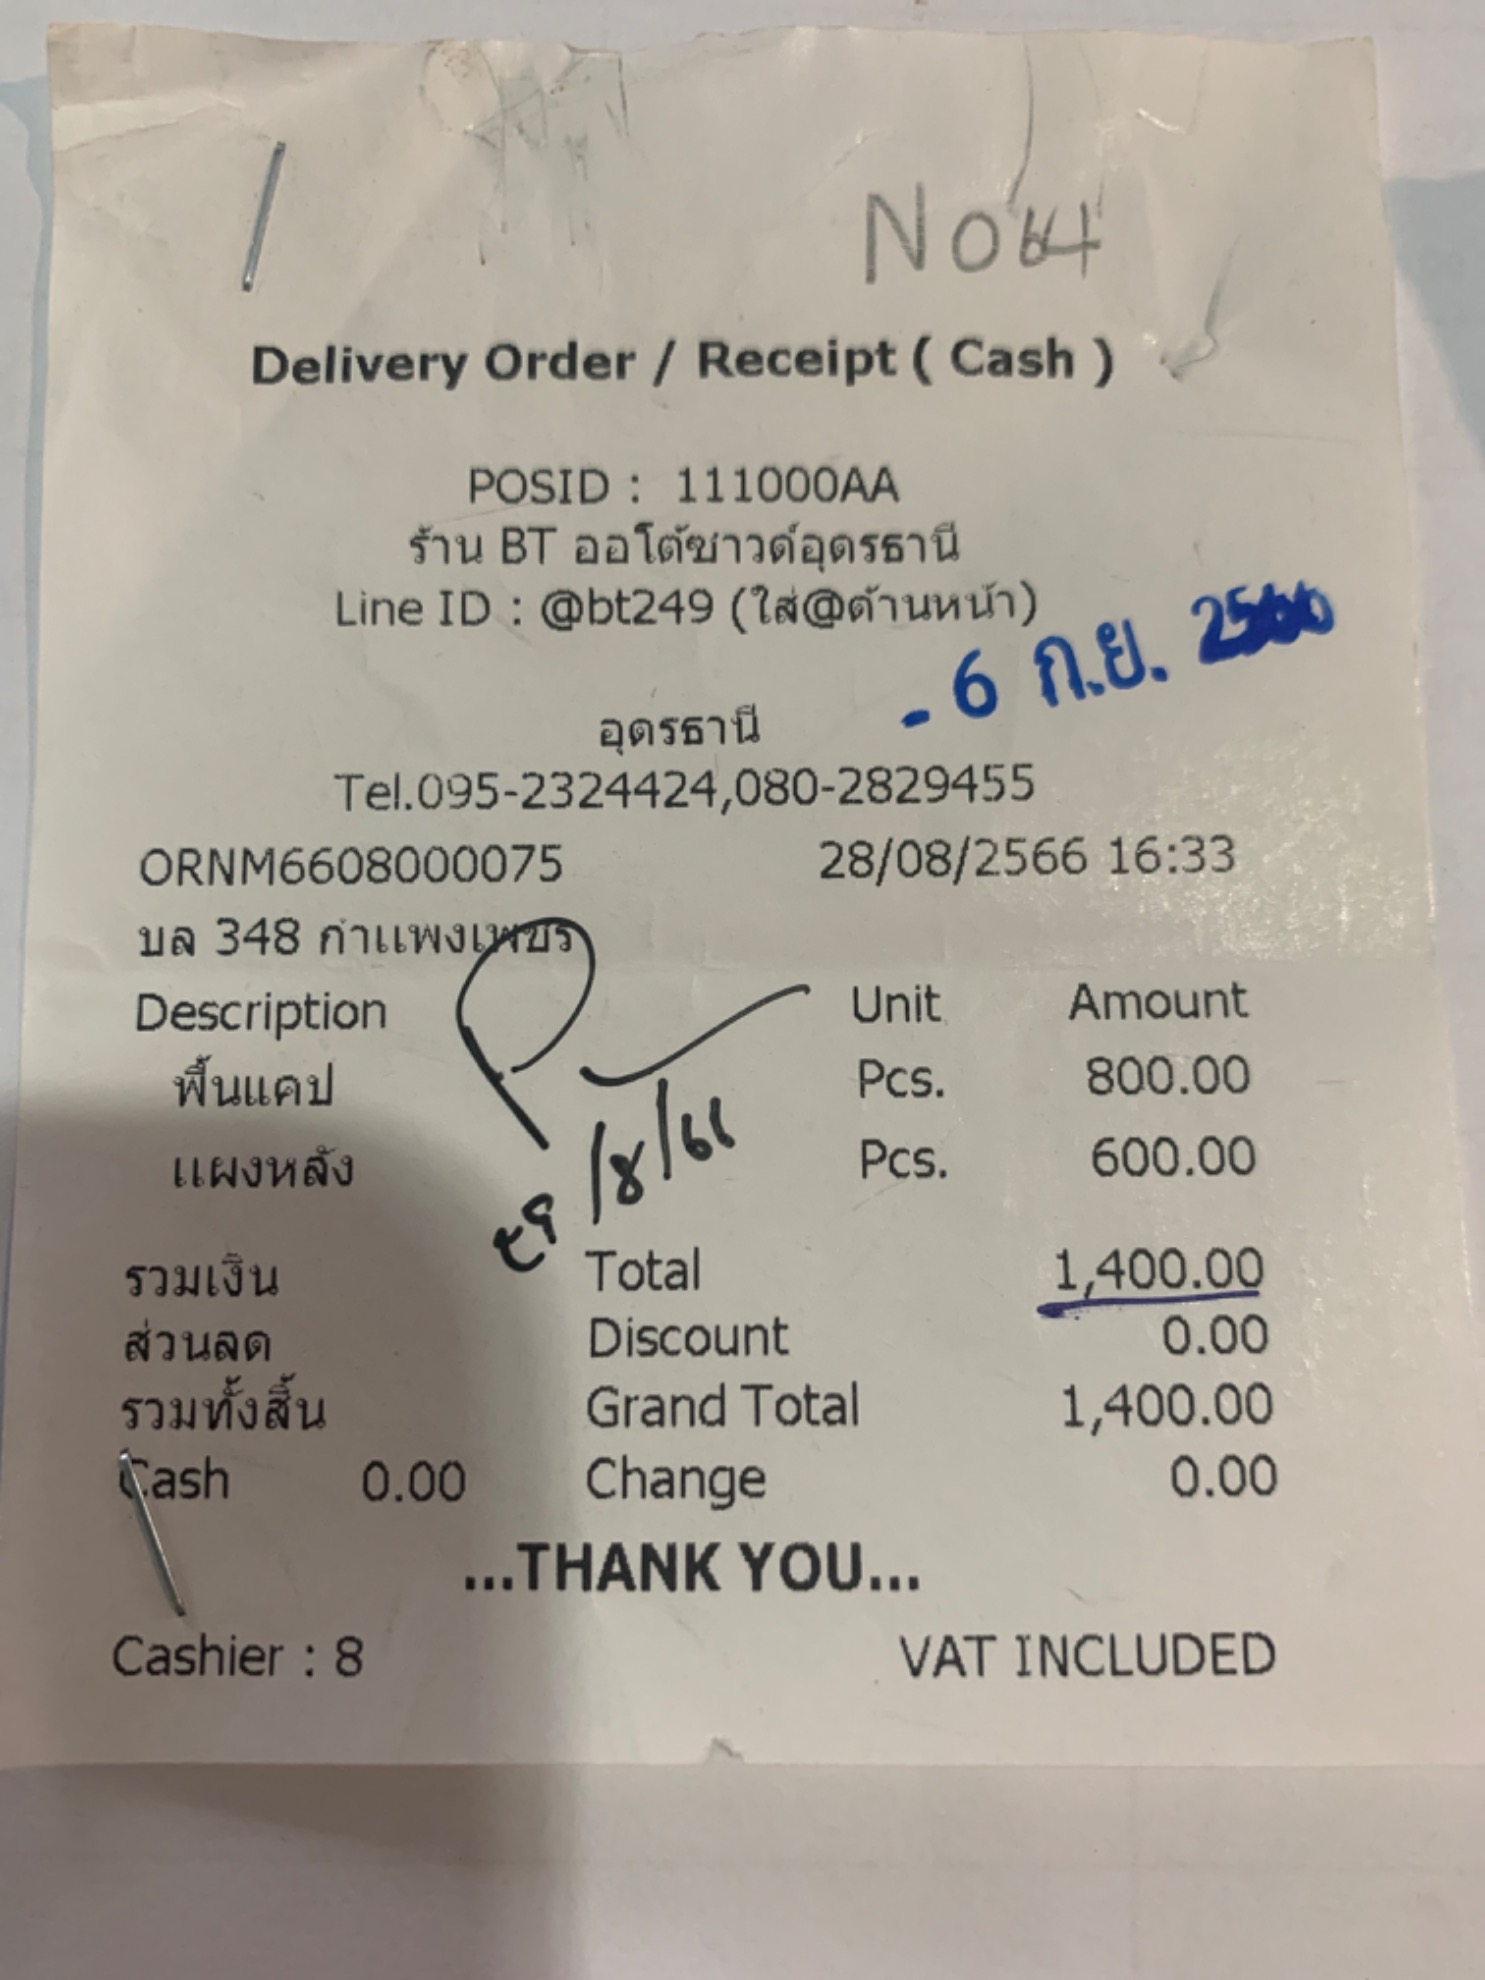 Delivery Order / Receipt ( Cash )
POSID : 111000AA
ร้าน BT ออโต้ซาวด์อุดรธานี
Line ID : @bt249 (ใส่@ด้านหน้า)
- 6 ก.ย. 2566
อุดรธานี
Tel.095-2324424,080-2829455
ORNM6608000075 28/08/2566 16:33
บล 348 กำแพงเพชร
Description Unit Amount
พื้นแคป Pcs. 800.00
แผงหลัง Pcs. 600.00
/8/66
รวมเงิน Total 1,400.00
ส่วนลด Discount 0.00
รวมทั้งสิ้น Grand Total 1,400.00
Cash 0.00 Change 0.00
...THANK YOU...
Cashier : 8 VAT INCLUDED